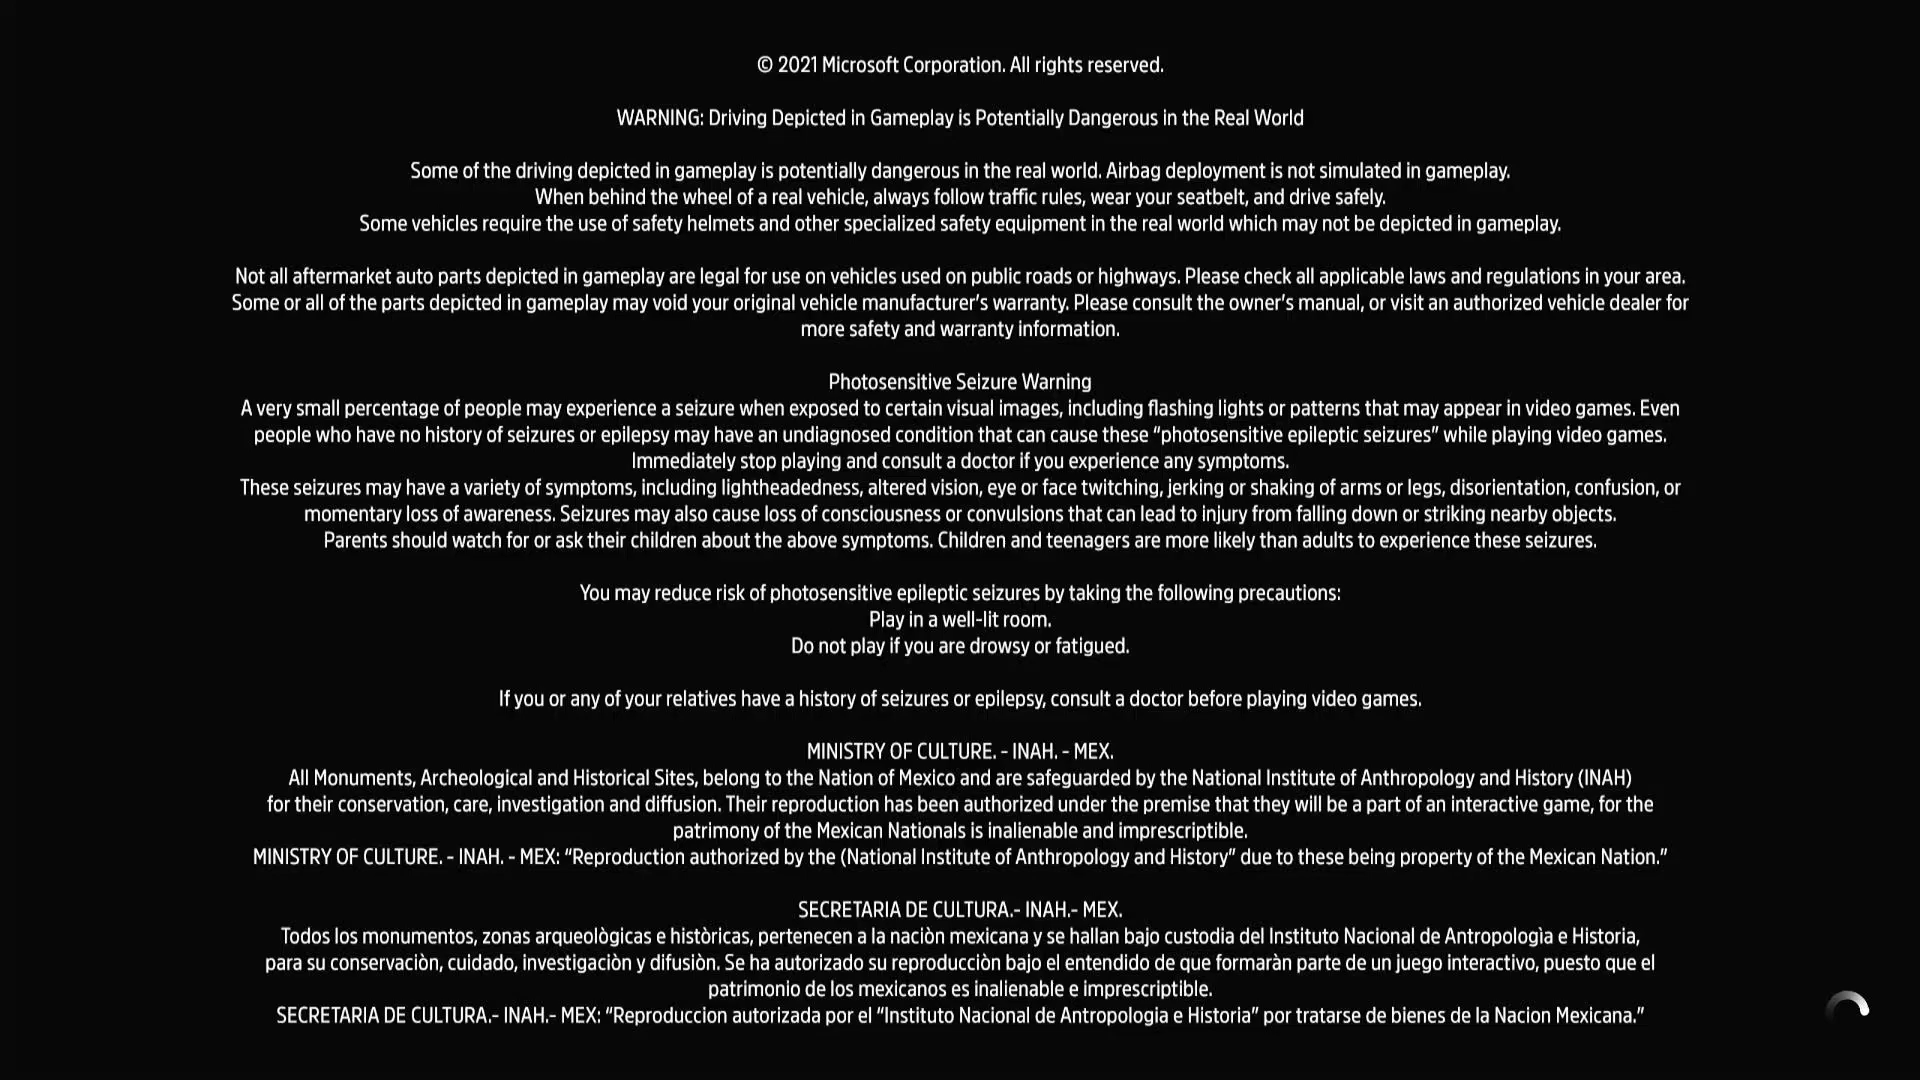 © 2021 Microsoft Corporation. All rights reserved.
WARNING: Driving Depicted in Gameplay is Potentially Dangerous in the Real World
Some of the driving depicted in gameplay is potentially dangerous in the real world. Airbag deployment is not simulated in gameplay.
When behind the wheel of a real vehicle, always follow traffic rules, wear your seatbelt, and drive safely.
Some vehicles require the use of safety helmets and other specialized safety equipment in the real world which may not be depicted in gameplay.
Not all aftermarket auto parts depicted in gameplay are legal for use on vehicles used on public roads or highways. Please check all applicable laws and regulations in your area.
Some or all of the parts depicted in gameplay may void your original vehicle manufacturer’s warranty. Please consult the owner’s manual, or visit an authorized vehicle dealer for
more safety and warranty information.
Photosensitive Seizure Warning
A very small percentage of people may experience a seizure when exposed to certain visual images, including flashing lights or patterns that may appear in video games. Even
people who have no history of seizures or epilepsy may have an undiagnosed condition that can cause these “photosensitive epileptic seizures” while playing video games.
Immediately stop playing and consult a doctor if you experience any symptoms.
These seizures may have a variety of symptoms, including lightheadedness, altered vision, eye or face twitching, jerking or shaking of arms or legs, disorientation, confusion, or
momentary loss of awareness. Seizures may also cause loss of consciousness or convulsions that can lead to injury from falling down or striking nearby objects.
Parents should watch for or ask their children about the above symptoms. Children and teenagers are more likely than adults to experience these seizures.
You may reduce risk of photosensitive epileptic seizures by taking the following precautions:
Play in a well-lit room.
Do not play if you are drowsy or fatigued.
If you or any of your relatives have a history of seizures or epilepsy, consult a doctor before playing video games.
MINISTRY OF CULTURE. - INAH. - MEX.
All Monuments, Archeological and Historical Sites, belong to the Nation of Mexico and are safeguarded by the National Institute of Anthropology and History (INAH)
for their conservation, care, investigation and diffusion. Their reproduction has been authorized under the premise that they will be a part of an interactive game, for the
patrimony of the Mexican Nationals is inalienable and imprescriptible.
MINISTRY OF CULTURE. - INAH. - MEX: “Reproduction authorized by the (National Institute of Anthropology and History” due to these being property of the Mexican Nation.”
SECRETARIA DE CULTURA.- INAH.- MEX.
Todos los monumentos, zonas arqueològicas e històricas, pertenecen a la naciòn mexicana y se hallan bajo custodia del Instituto Nacional de Antropologìa e Historia,
para su conservaciòn, cuidado, investigaciòn y difusiòn. Se ha autorizado su reproducciòn bajo el entendido de que formaràn parte de un juego interactivo, puesto que el
patrimonio de los mexicanos es inalienable e imprescriptible.
SECRETARIA DE CULTURA.- INAH.- MEX: “Reproduccion autorizada por el “Instituto Nacional de Antropologia e Historia” por tratarse de bienes de la Nacion Mexicana.”